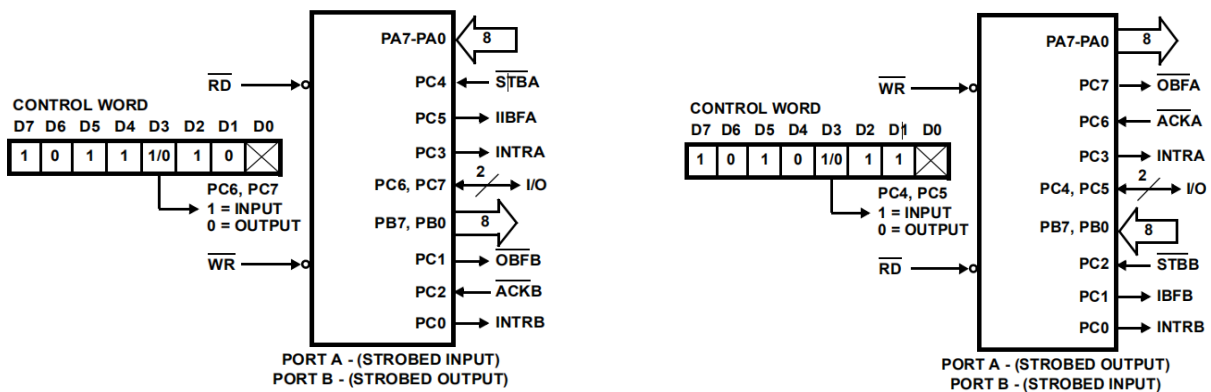 PA7-PA0
8
RD
PC4
STBA
CONTROL WORD
D7 D6 D5 D4 D3 D2 D1 D0
1 0 1 1 1/0 1 0
PC5
IIBFA
PC3
INTRA
PC6, PC7
2
I/O
PC6, PC7
1 = INPUT
0 = OUTPUT
PB7, PB0
8
WR
PC1
OBFB
PC2
ACKB
PC0
INTRB
PORT A - (STROBED INPUT)
PORT B - (STROBED OUTPUT)
PA7-PA0
8
WR
PC7
OBFA
CONTROL WORD
D7 D6 D5 D4 D3 D2 D1 D0
1 0 1 0 1/0 1 1
PC6
ACKA
PC3
INTRA
PC4, PC5
2
I/O
PC4, PC5
1 = INPUT
0 = OUTPUT
PB7, PB0
8
RD
PC2
STBB
PC1
IBFB
PC0
INTRB
PORT A - (STROBED OUTPUT)
PORT B - (STROBED INPUT)